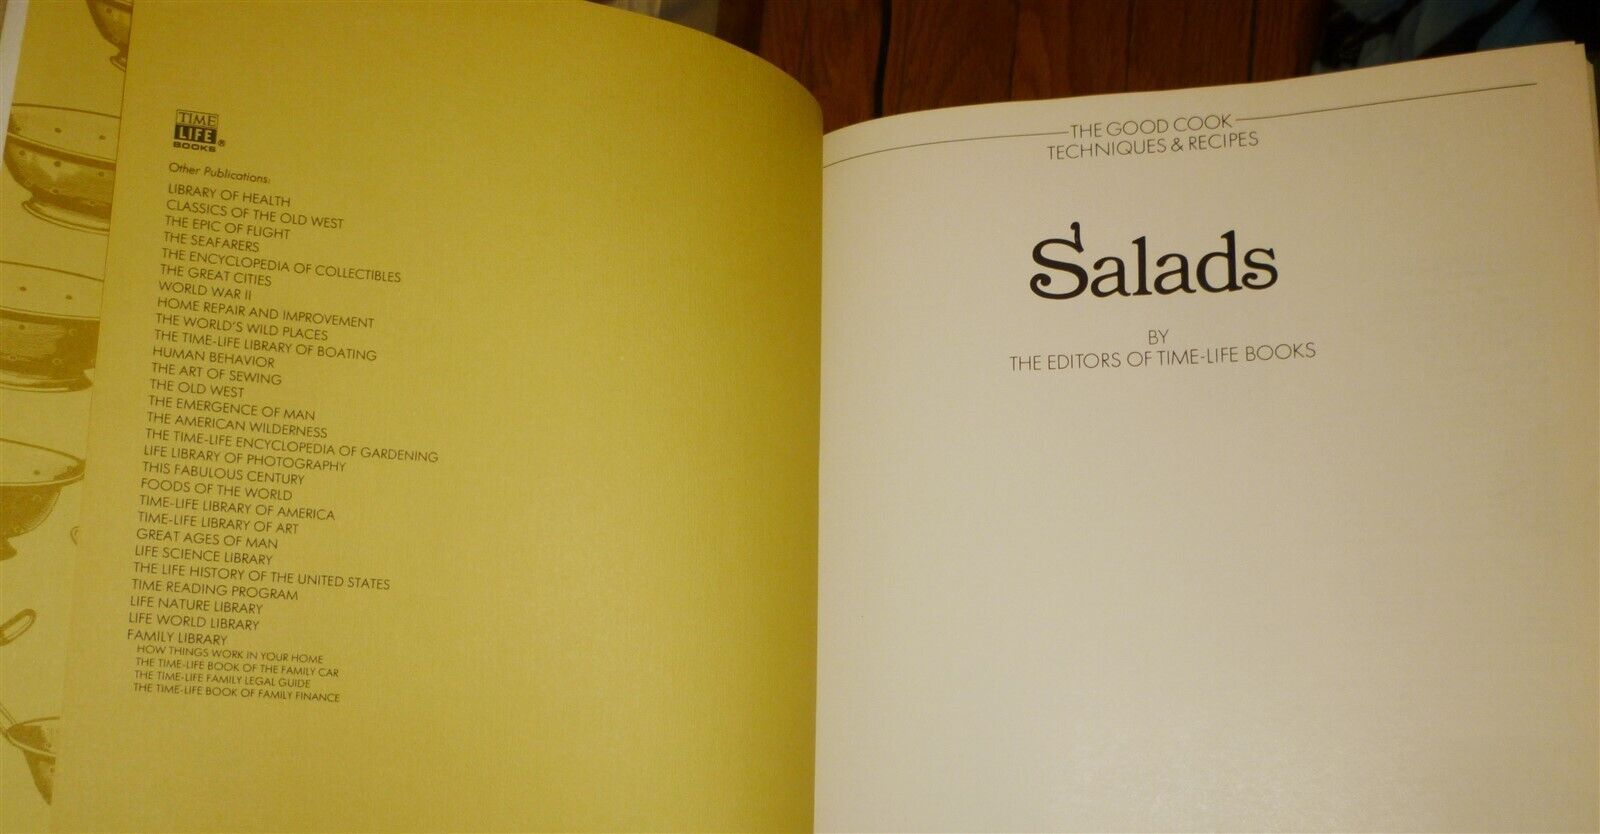 TIME
LIFE®
BOOKS
Other Publications:
LIBRARY OF HEALTH
CLASSICS OF THE OLD WEST
THE EPIC OF FLIGHT
THE SEAFARERS
THE ENCYCLOPEDIA OF COLLECTIBLES
THE GREAT CITIES
WORLD WAR II
HOME REPAIR AND IMPROVEMENT
THE WORLD'S WILD PLACES
THE TIME-LIFE LIBRARY OF BOATING
HUMAN BEHAVIOR
THE ART OF SEWING
THE OLD WEST
THE EMERGENCE OF MAN
THE AMERICAN WILDERNESS
THE TIME-LIFE ENCYCLOPEDIA OF GARDENING
LIFE LIBRARY OF PHOTOGRAPHY
THIS FABULOUS CENTURY
FOODS OF THE WORLD
TIME-LIFE LIBRARY OF AMERICA
TIME-LIFE LIBRARY OF ART
GREAT AGES OF MAN
LIFE SCIENCE LIBRARY
THE LIFE HISTORY OF THE UNITED STATES
TIME READING PROGRAM
LIFE NATURE LIBRARY
LIFE WORLD LIBRARY
FAMILY LIBRARY
HOW THINGS WORK IN YOUR HOME
THE TIME-LIFE BOOK OF THE FAMILY CAR
THE TIME-LIFE FAMILY LEGAL GUIDE
THE TIME-LIFE BOOK OF FAMILY FINANCE
THE GOOD COOK
TECHNIQUES & RECIPES
Salads
BY
THE EDITORS OF TIME-LIFE BOOKS